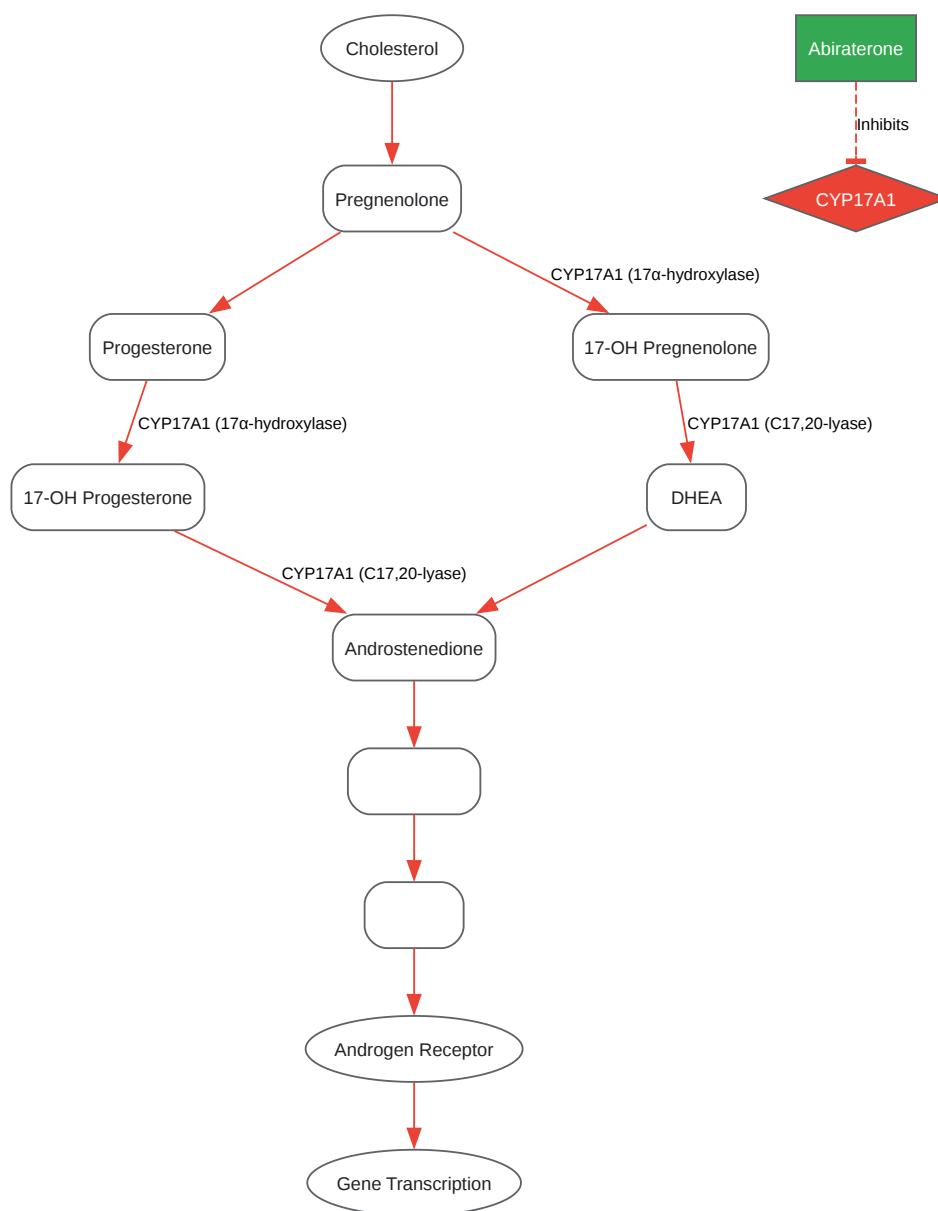 Cholesterol
Abiraterone
Inhibits
Pregnenolone
CYP17A1
CYP17A1 (17α-hydroxylase)
Progesterone
17-OH Pregnenolone
CYP17A1 (17α-hydroxylase)
CYP17A1 (C17,20-lyase)
17-OH Progesterone
DHEA
CYP17A1 (C17,20-lyase)
Androstenedione
Androgen Receptor
Gene Transcription